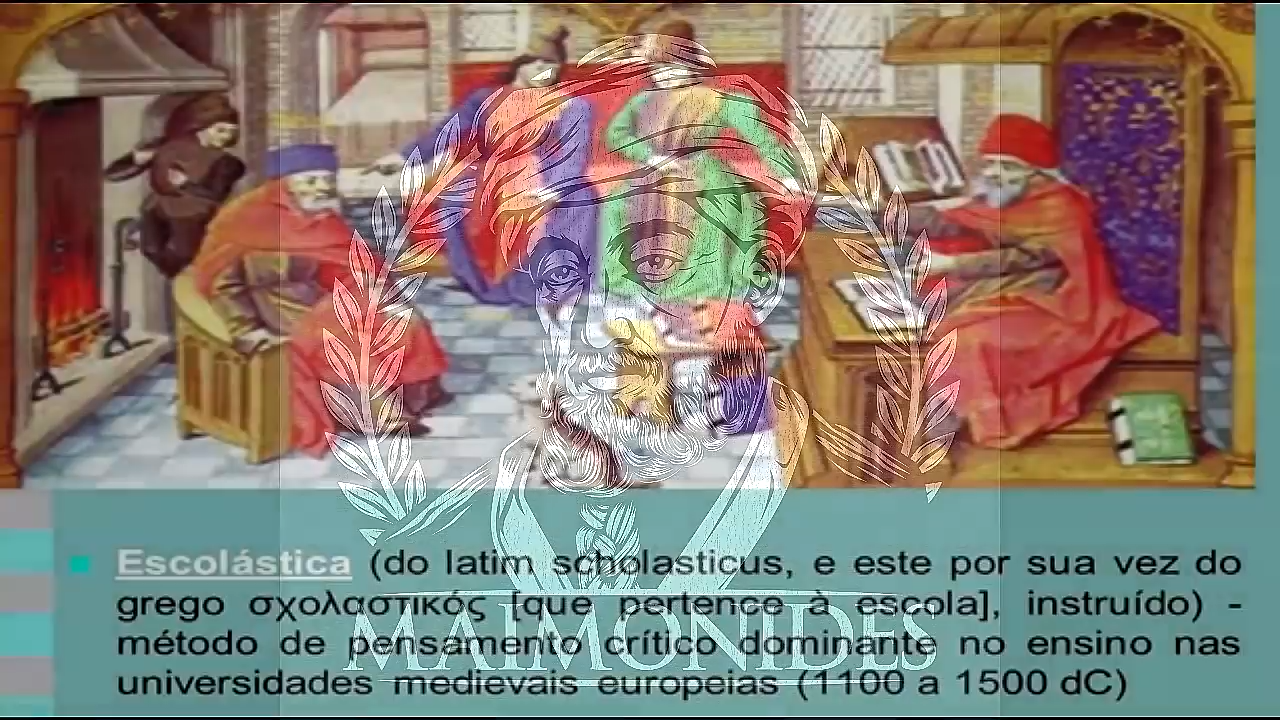 Escolástica (do latim scholasticus, e este por sua vez do
grego σχολαστικός [que pertence à escola], instruído) -
método de pensamento crítico dominante no ensino nas
MAIMONIDES
universidades medievais europeias (1100 a 1500 dC)